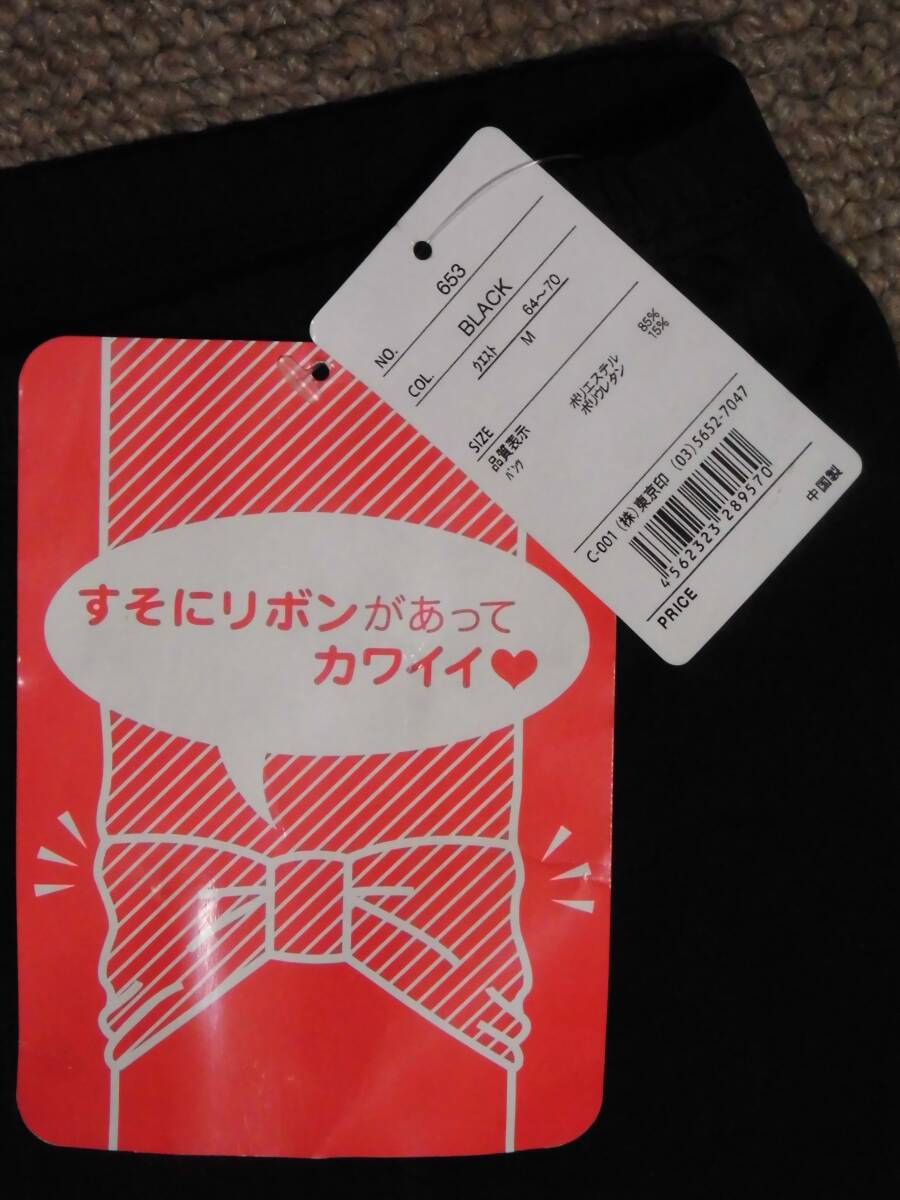 NO. 653
COL. BLACK
ウエスト 64～70
SIZE M
品質表示
ﾊﾟﾝﾂ
ポリエステル 85%
ポリウレタン 15%
C-001 (株)東京印 (03)5652-7047
4 562323 289570
PRICE
中国製
すそにリボンがあって
カワイイ♥